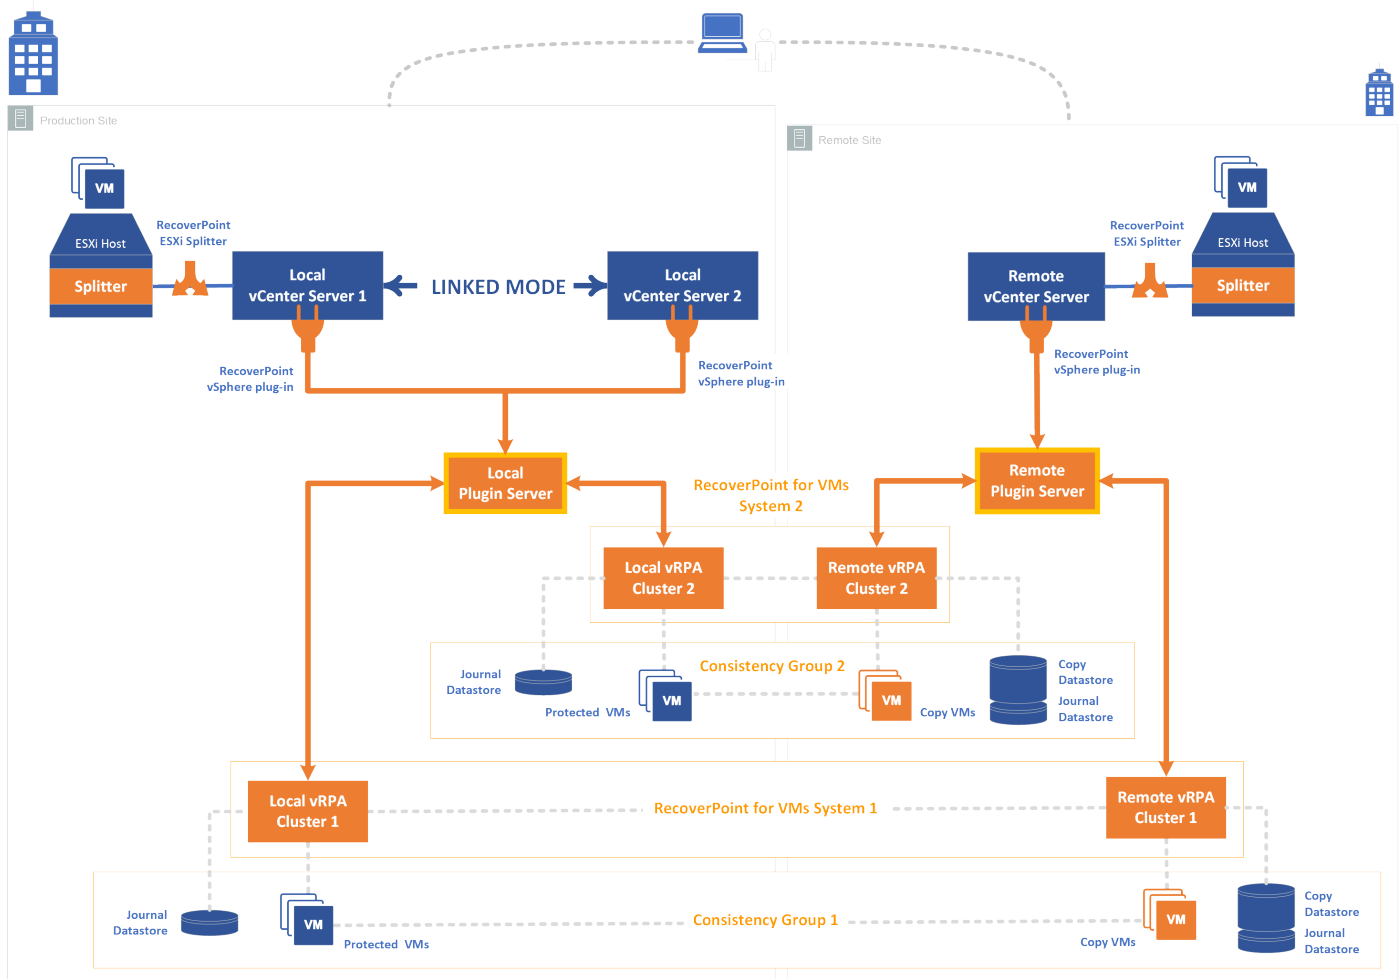 Production Site
Remote Site
VM
ESXi Host
Splitter
RecoverPoint
ESXi Splitter
Local
vCenter Server 1
LINKED MODE
Local
vCenter Server 2
RecoverPoint
vSphere plug-in
RecoverPoint
vSphere plug-in
Remote
vCenter Server
RecoverPoint
ESXi Splitter
VM
ESXi Host
Splitter
RecoverPoint
vSphere plug-in
Local
Plugin Server
RecoverPoint for VMs
System 2
Remote
Plugin Server
Local vRPA
Cluster 2
Remote vRPA
Cluster 2
Consistency Group 2
Journal
Datastore
Protected VMs
VM
VM
Copy VMs
Copy
Datastore
Journal
Datastore
Local vRPA
Cluster 1
RecoverPoint for VMs System 1
Remote vRPA
Cluster 1
Journal
Datastore
VM
Protected VMs
Consistency Group 1
Copy VMs
VM
Copy
Datastore
Journal
Datastore